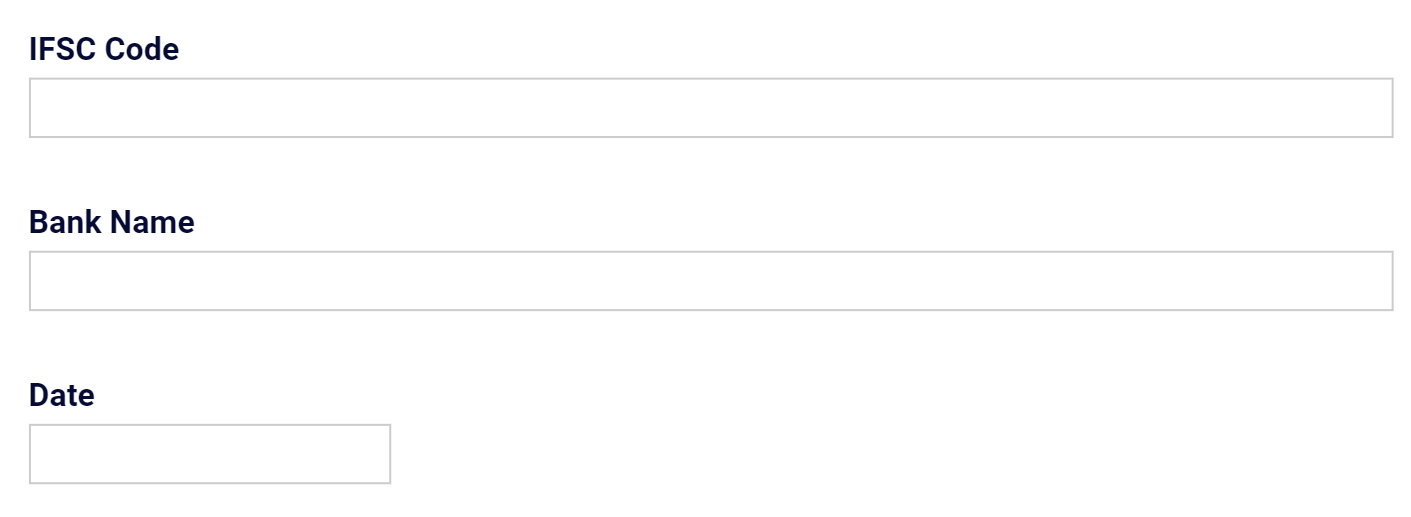 IFSC Code
Bank Name
Date